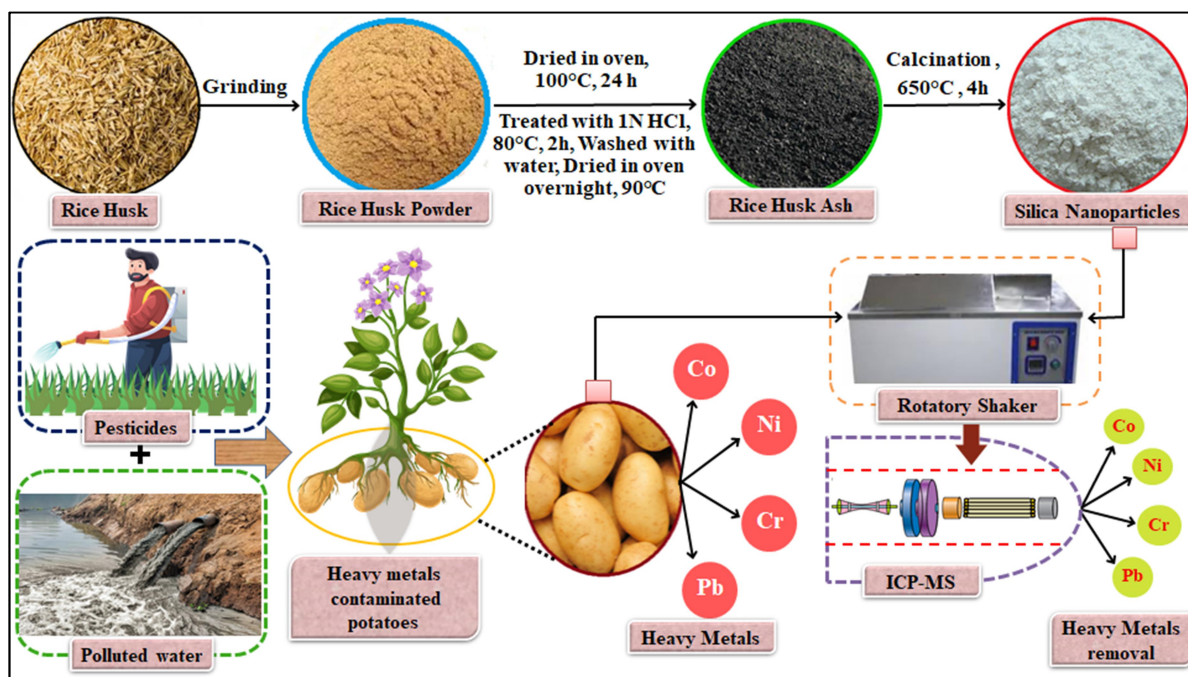 Grinding
Dried in oven,
100°C, 24 h
Treated with 1N HCl,
80°C, 2h, Washed with
water, Dried in oven
overnight, 90°C
Calcination ,
650°C , 4h
Rice Husk
Rice Husk Powder
Rice Husk Ash
Silica Nanoparticles
Pesticides
+
Polluted water
Heavy metals
contaminated
potatoes
Co
Ni
Cr
Pb
Heavy Metals
Rotatory Shaker
ICP-MS
Co
Ni
Cr
Pb
Heavy Metals
removal